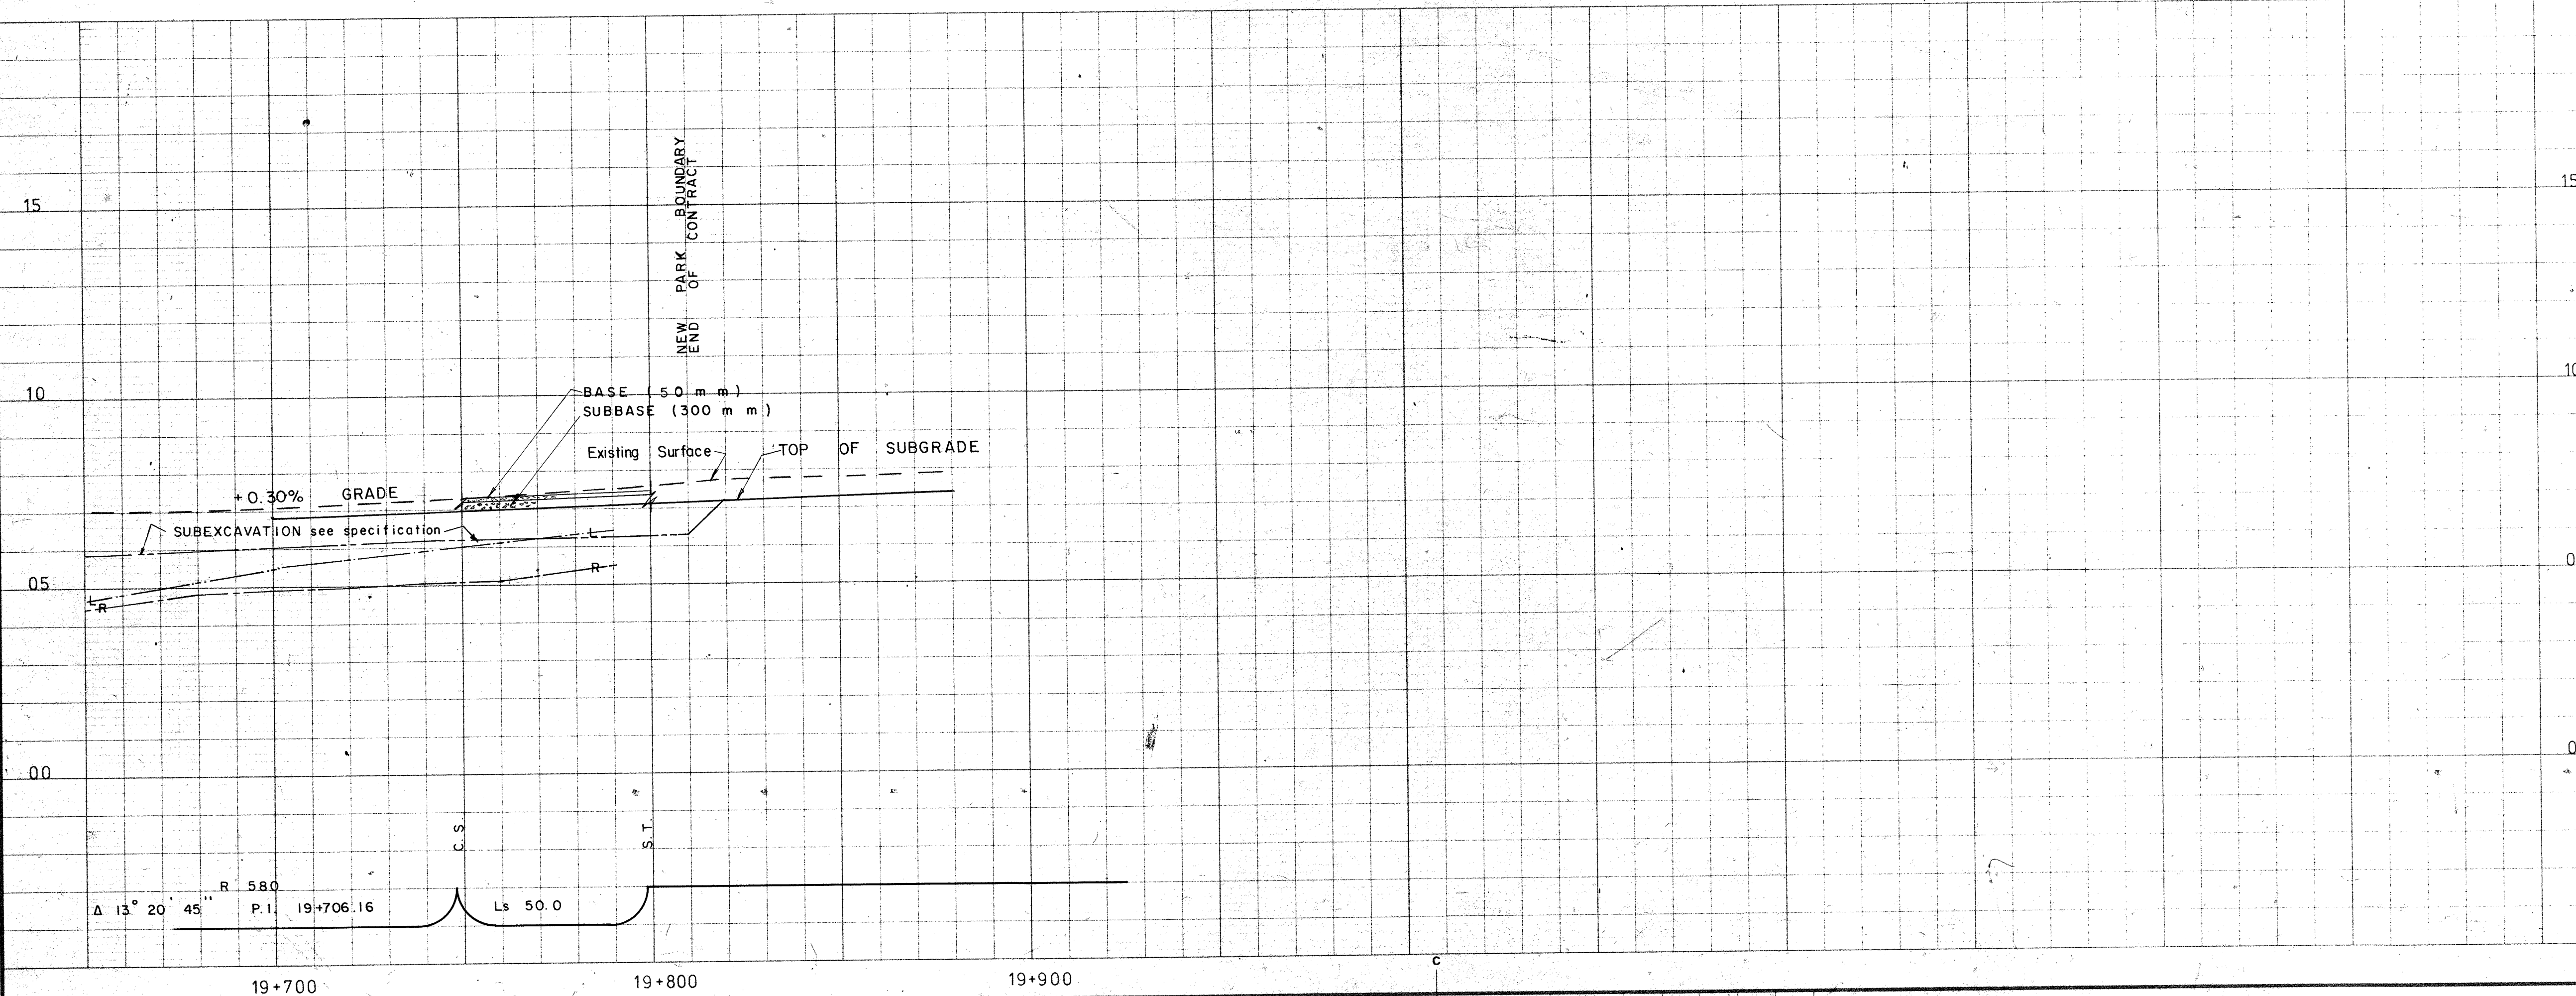 NEW PARK BOUNDARY
END OF CONTRACT
15
15
10
10
BASE (50 mm)
SUBBASE (300 mm)
Existing Surface
TOP OF SUBGRADE
+0.30% GRADE
SUBEXCAVATION see specification
L
R
05
L
R
00
C.S.
S.T.
R 580
Δ 13° 20' 45" P.I. 19+706.16
Ls 50.0
C
19+700
19+800
19+900